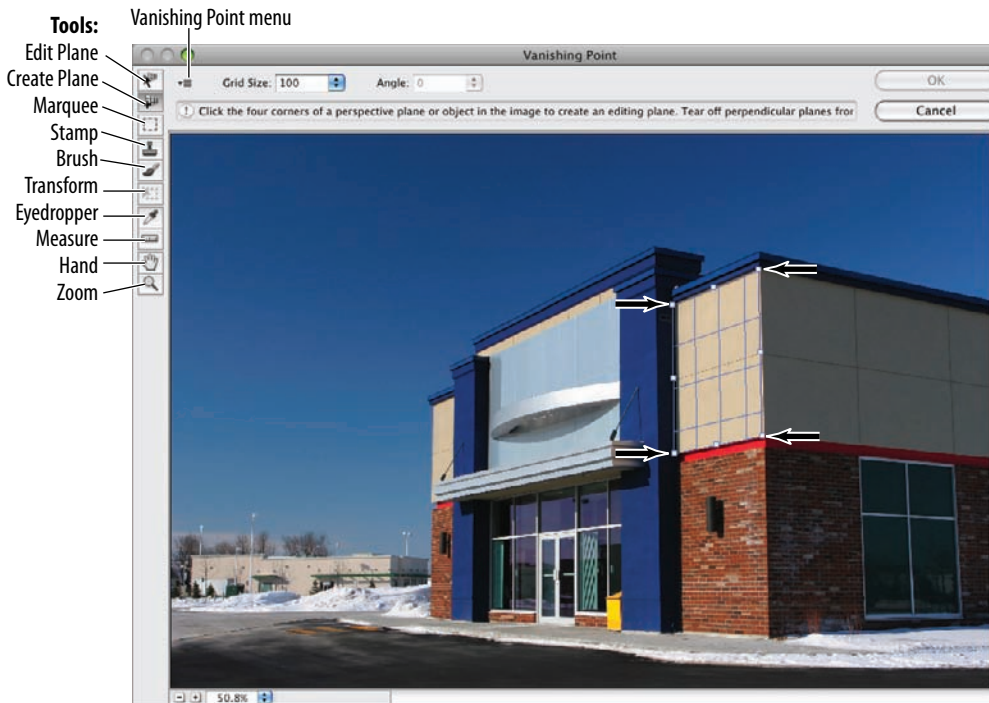 Tools:
Vanishing Point menu
Edit Plane
Create Plane
Marquee
Stamp
Brush
Transform
Eyedropper
Measure
Hand
Zoom
Vanishing Point
Grid Size: 100
Angle: 0
OK
Click the four corners of a perspective plane or object in the image to create an editing plane. Tear off perpendicular planes fror
Cancel
50.8%